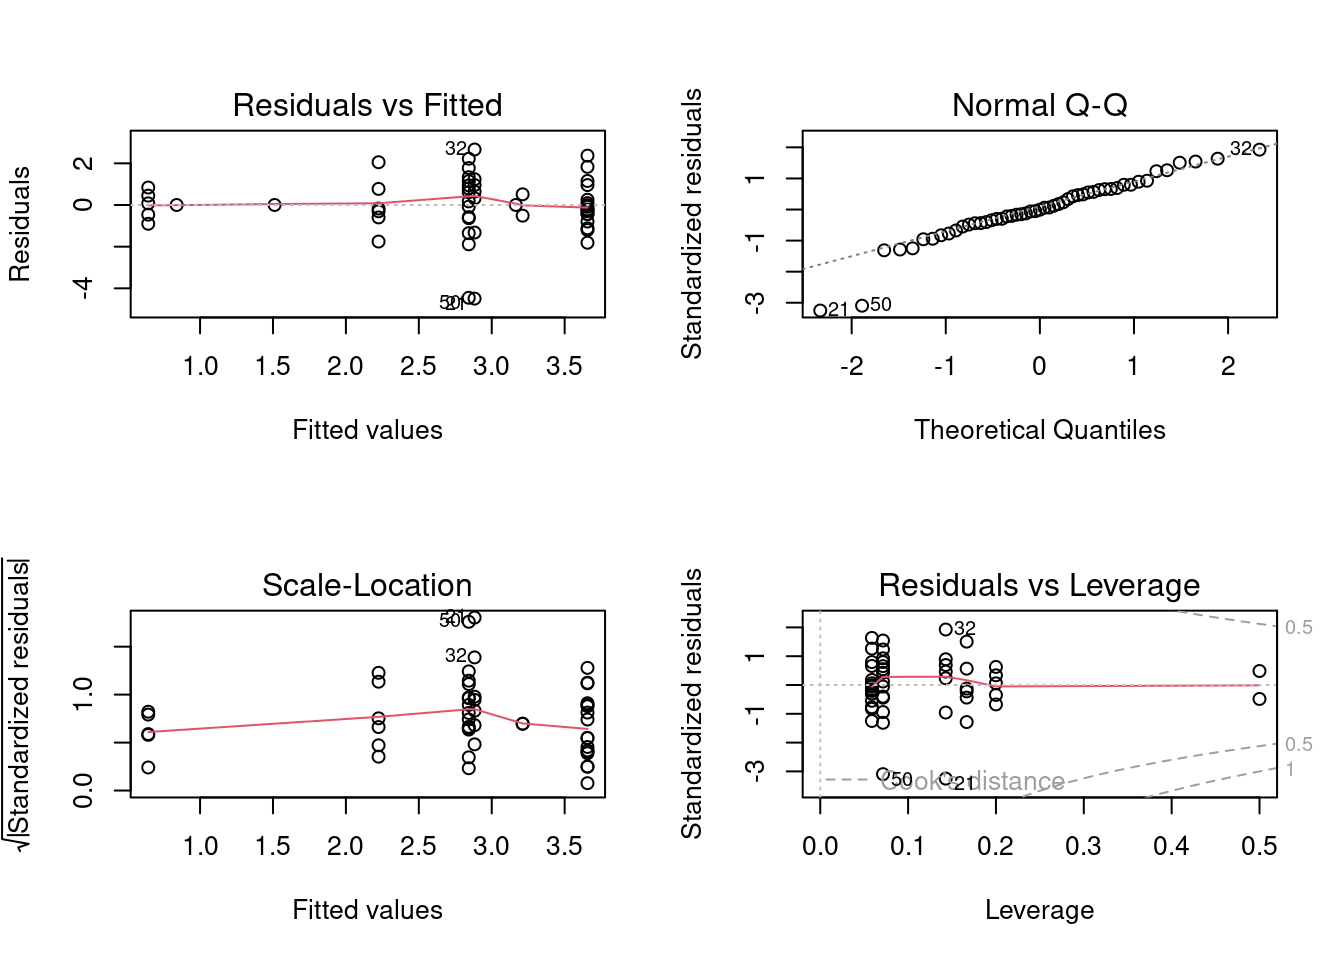 Residuals vs Fitted
Residuals
2
0
-4
32
50
21
1.0 1.5 2.0 2.5 3.0 3.5
Fitted values
Normal Q-Q
Standardized residuals
1
-1
-3
32
21
50
-2 -1 0 1 2
Theoretical Quantiles
Scale-Location
√|Standardized residuals|
1.0
0.0
21
50
32
1.0 1.5 2.0 2.5 3.0 3.5
Fitted values
Residuals vs Leverage
Standardized residuals
1
-1
-3
32
50
21
Cook's distance
0.5
0.5
1
0.0 0.1 0.2 0.3 0.4 0.5
Leverage